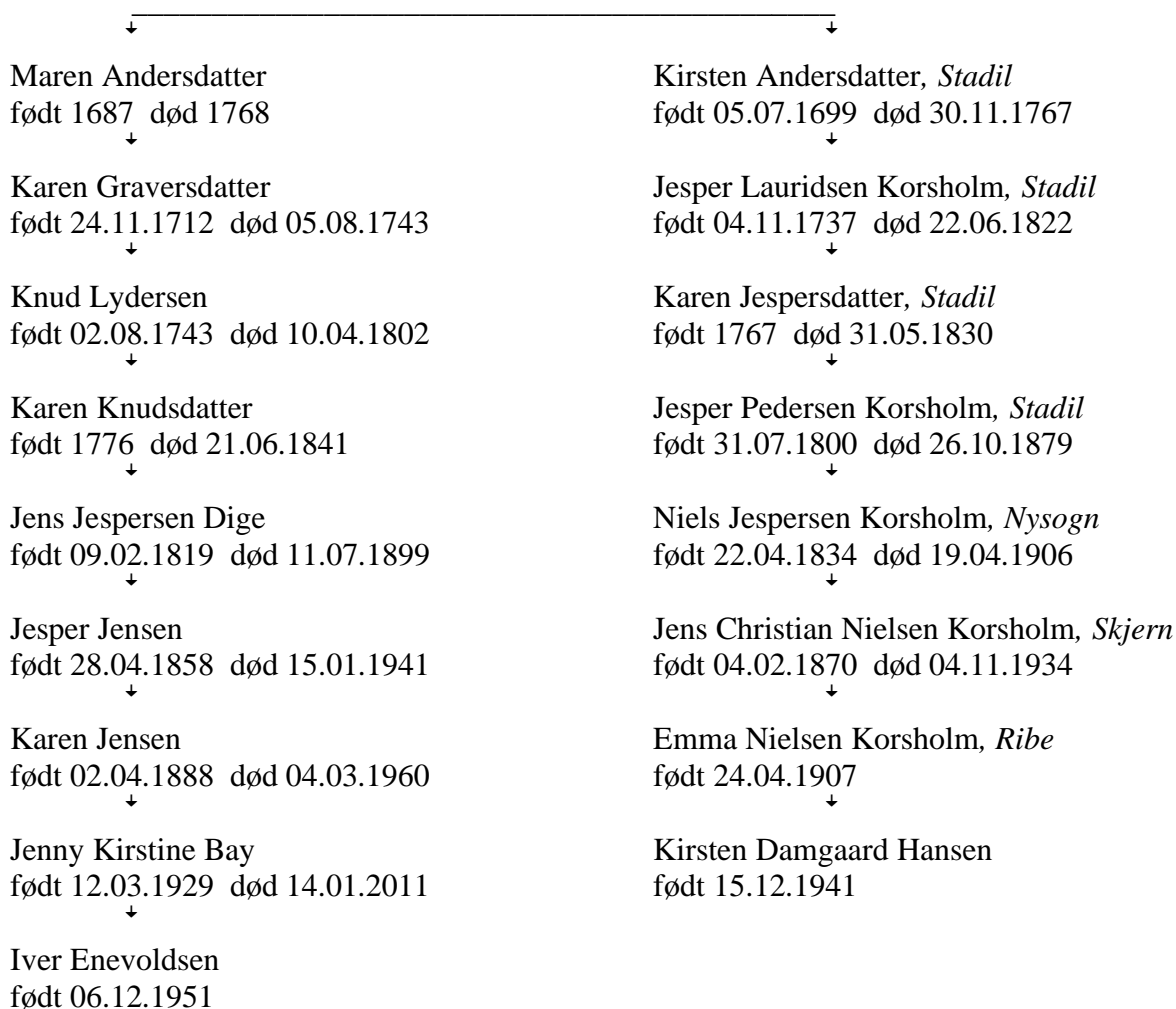 Maren Andersdatter
født 1687 død 1768
Karen Graversdatter
født 24.11.1712 død 05.08.1743
Knud Lydersen
født 02.08.1743 død 10.04.1802
Karen Knudsdatter
født 1776 død 21.06.1841
Jens Jespersen Dige
født 09.02.1819 død 11.07.1899
Jesper Jensen
født 28.04.1858 død 15.01.1941
Karen Jensen
født 02.04.1888 død 04.03.1960
Jenny Kirstine Bay
født 12.03.1929 død 14.01.2011
Iver Enevoldsen
født 06.12.1951
Kirsten Andersdatter, Stadil
født 05.07.1699 død 30.11.1767
Jesper Lauridsen Korsholm, Stadil
født 04.11.1737 død 22.06.1822
Karen Jespersdatter, Stadil
født 1767 død 31.05.1830
Jesper Pedersen Korsholm, Stadil
født 31.07.1800 død 26.10.1879
Niels Jespersen Korsholm, Nysogn
født 22.04.1834 død 19.04.1906
Jens Christian Nielsen Korsholm, Skjern
født 04.02.1870 død 04.11.1934
Emma Nielsen Korsholm, Ribe
født 24.04.1907
Kirsten Damgaard Hansen
født 15.12.1941